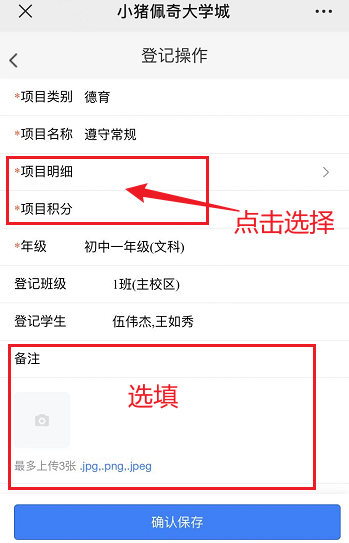 小猪佩奇大学城
登记操作
*项目类别 德育
*项目名称 遵守常规
*项目明细
*项目积分
点击选择
*年级 初中一年级(文科)
登记班级 1班(主校区)
登记学生 伍伟杰,王如秀
备注
选填
最多上传3张 .jpg,.png,.jpeg
确认保存